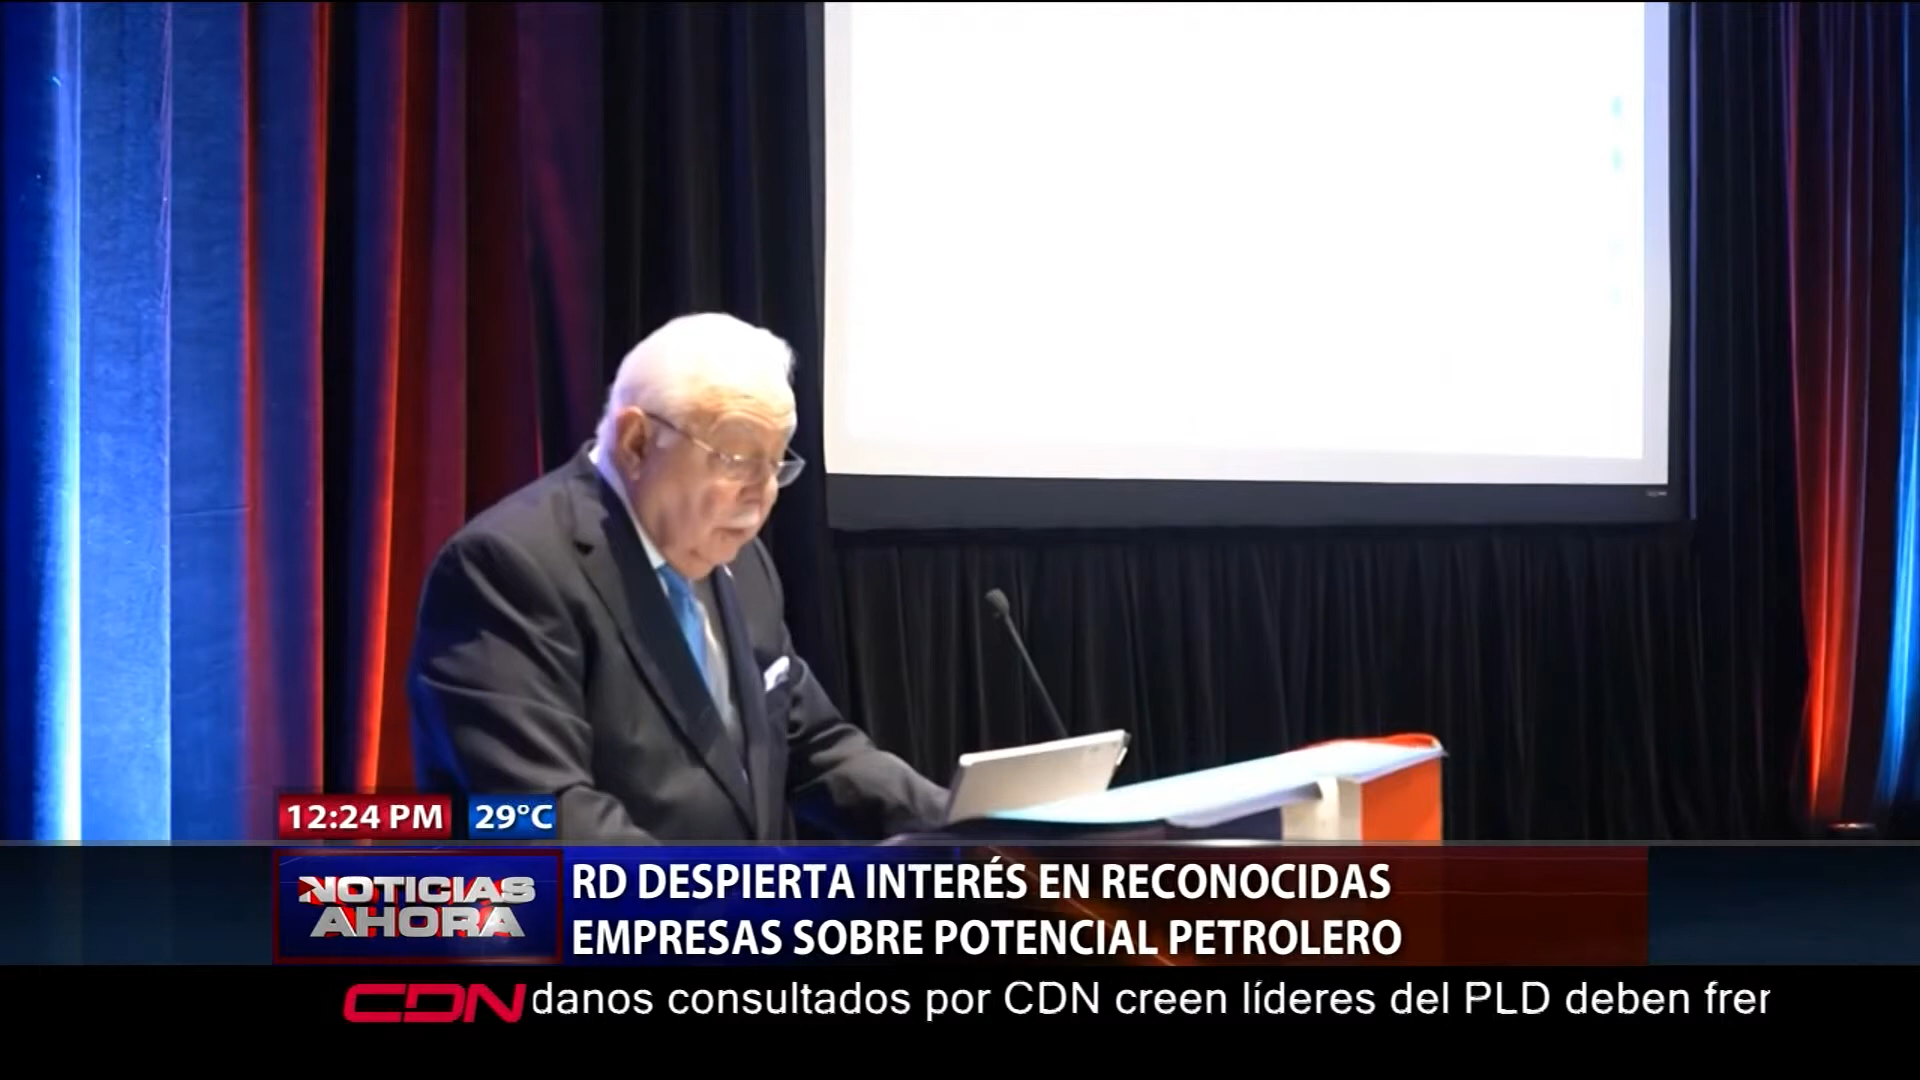 12:24 PM 29°C
NOTICIAS
AHORA
RD DESPIERTA INTERÉS EN RECONOCIDAS
EMPRESAS SOBRE POTENCIAL PETROLERO
CDN danos consultados por CDN creen líderes del PLD deben frer